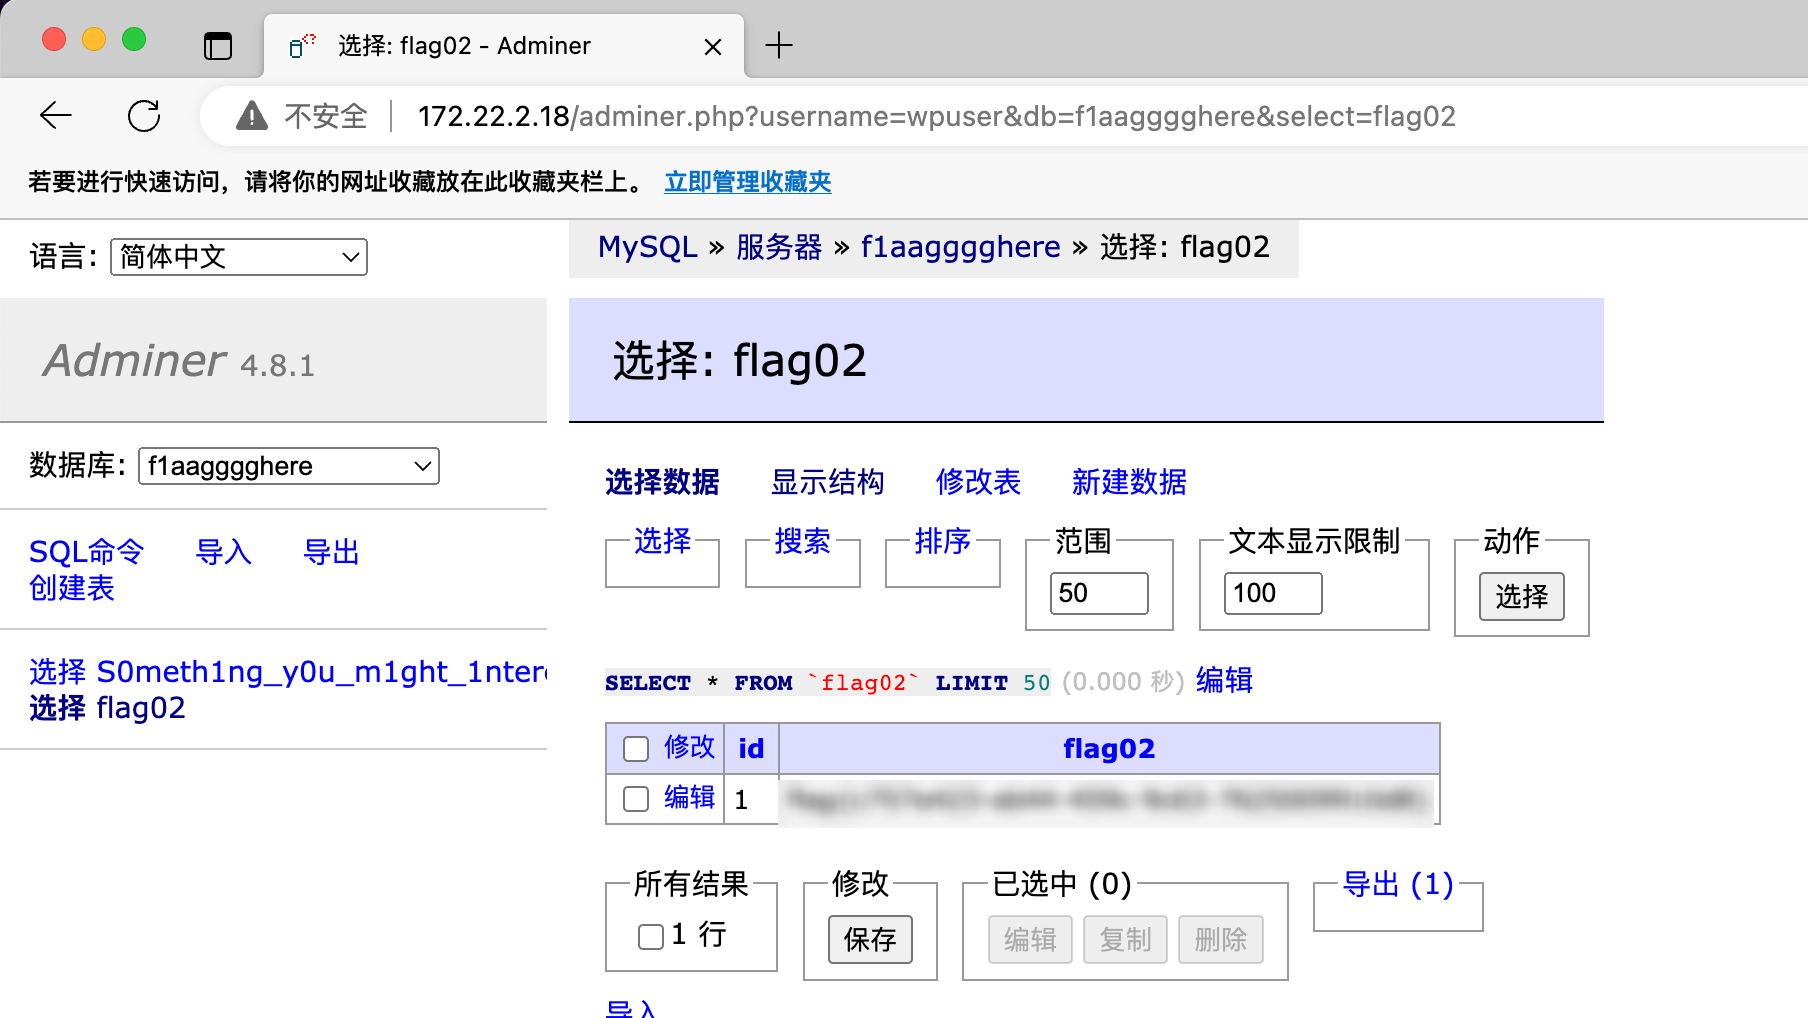 选择: flag02 - Adminer
不安全 172.22.2.18/adminer.php?username=wpuser&db=f1aagggghere&select=flag02
若要进行快速访问，请将你的网址收藏放在此收藏夹栏上。 立即管理收藏夹
语言: 简体中文
MySQL » 服务器 » f1aagggghere » 选择: flag02
Adminer 4.8.1
选择: flag02
数据库: f1aagggghere
SQL命令 导入 导出
创建表
选择 S0meth1ng_y0u_m1ght_1nter
选择 flag02
选择数据 显示结构 修改表 新建数据
选择 搜索 排序 范围 文本显示限制 动作
50 100 选择
SELECT * FROM `flag02` LIMIT 50 (0.000 秒) 编辑
修改 id flag02
编辑 1
所有结果 修改 已选中 (0) 导出 (1)
1 行 保存 编辑 复制 删除
导入